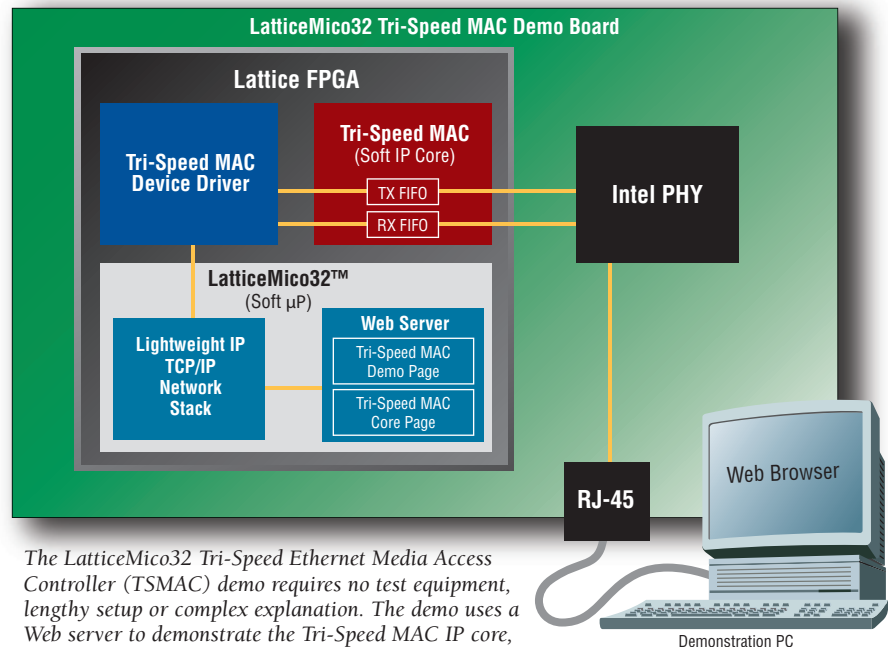 LatticeMico32 Tri-Speed MAC Demo Board
Lattice FPGA
Tri-Speed MAC
Device Driver
Tri-Speed MAC
(Soft IP Core)
TX FIFO
RX FIFO
Intel PHY
LatticeMico32™
(Soft µP)
Lightweight IP
TCP/IP
Network
Stack
Web Server
Tri-Speed MAC
Demo Page
Tri-Speed MAC
Core Page
RJ-45
Web Browser
Demonstration PC
The LatticeMico32 Tri-Speed Ethernet Media Access
Controller (TSMAC) demo requires no test equipment,
lengthy setup or complex explanation. The demo uses a
Web server to demonstrate the Tri-Speed MAC IP core,